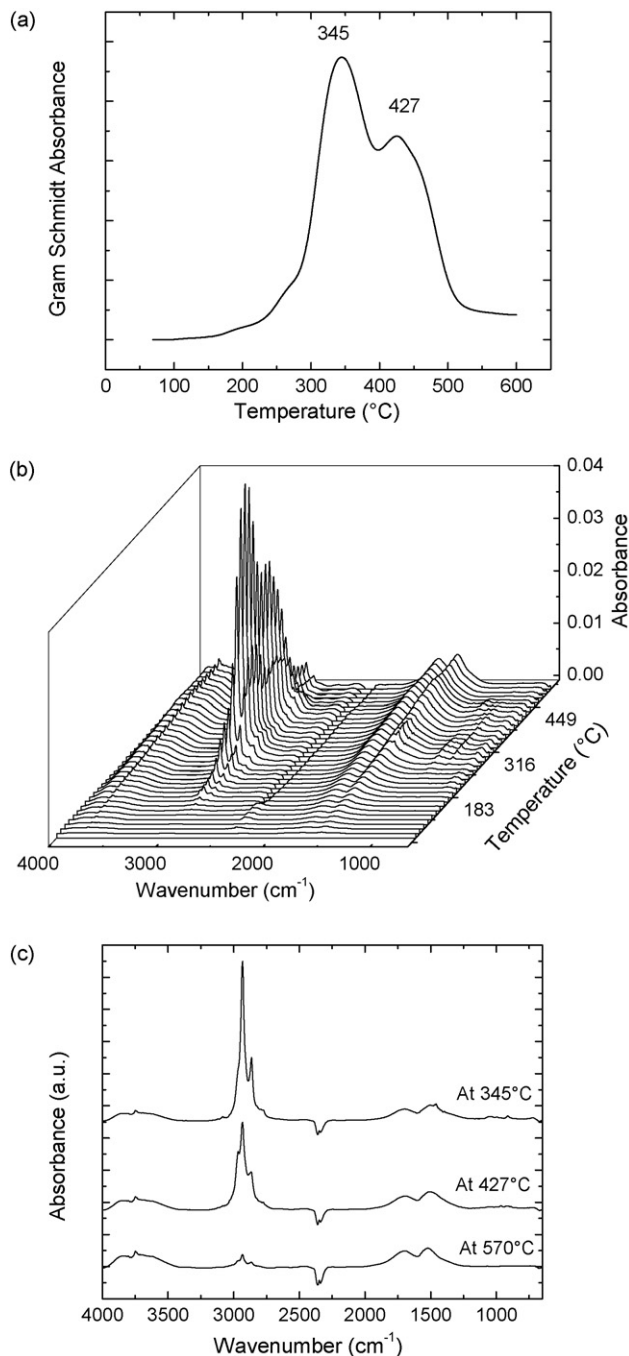 (a)
345
427
Gram Schmidt Absorbance
0 100 200 300 400 500 600
Temperature (°C)
(b)
0.04
0.03
0.02
0.01
0.00
Absorbance
449
316
183
Temperature (°C)
4000 3000 2000 1000
Wavenumber (cm⁻¹)
(c)
Absorbance (a.u.)
At 345°C
At 427°C
At 570°C
4000 3500 3000 2500 2000 1500 1000
Wavenumber (cm⁻¹)